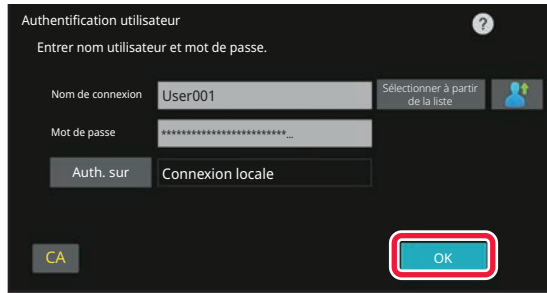 Authentification utilisateur
?
Entrer nom utilisateur et mot de passe.
Nom de connexion
User001
Sélectionner à partir
de la liste
Mot de passe
*************************...
Auth. sur
Connexion locale
CA
OK